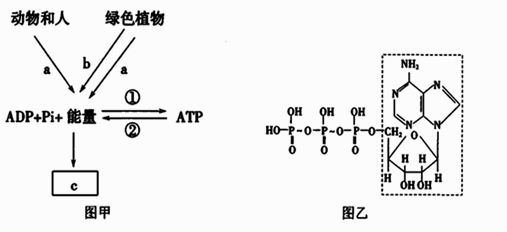 动物和人 绿色植物
a b a
ADP+Pi+ 能量 ① ATP
②
c
图甲
NH₂
N N
N N
OH OH OH
HO-P-O-P-O-P-O-CH₂ O
O O O
H H
H H
OH OH
图乙